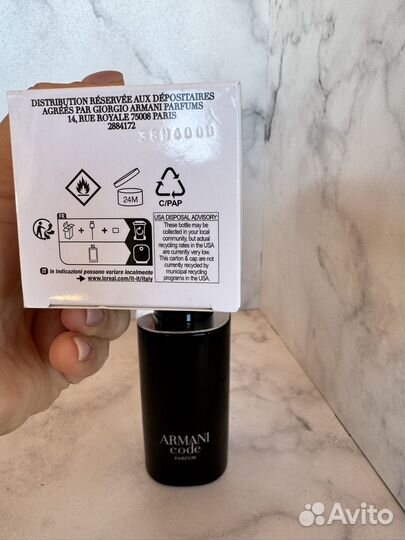 DISTRIBUTION RÉSERVÉE AUX DÉPOSITAIRES
AGRÉÉS PAR GIORGIO ARMANI PARFUMS
14, RUE ROYALE 75008 PARIS
2884172
24M
C/PAP
FR
USA DISPOSAL ADVISORY:
These bottle may be
collected in your local
community, but actual
recycling rates in the USA
are currently very low.
This carton & cap are not
currently recycled by
municipal recycling
programs in the USA.
IT le indicazioni possono variare localmente
www.loreal.com/it-it/italy
ARMANI
code
PARFUM
Avito